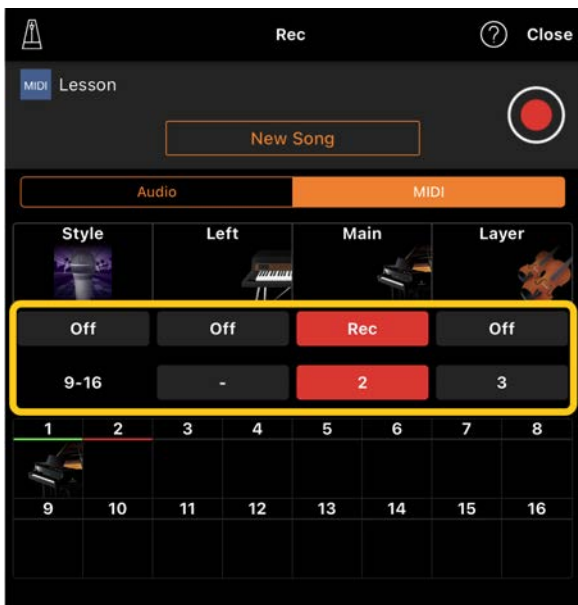 Rec ? Close
MIDI Lesson
New Song
Audio MIDI
Style Left Main Layer
Off Off Rec Off
9-16 - 2 3
1 2 3 4 5 6 7 8
9 10 11 12 13 14 15 16